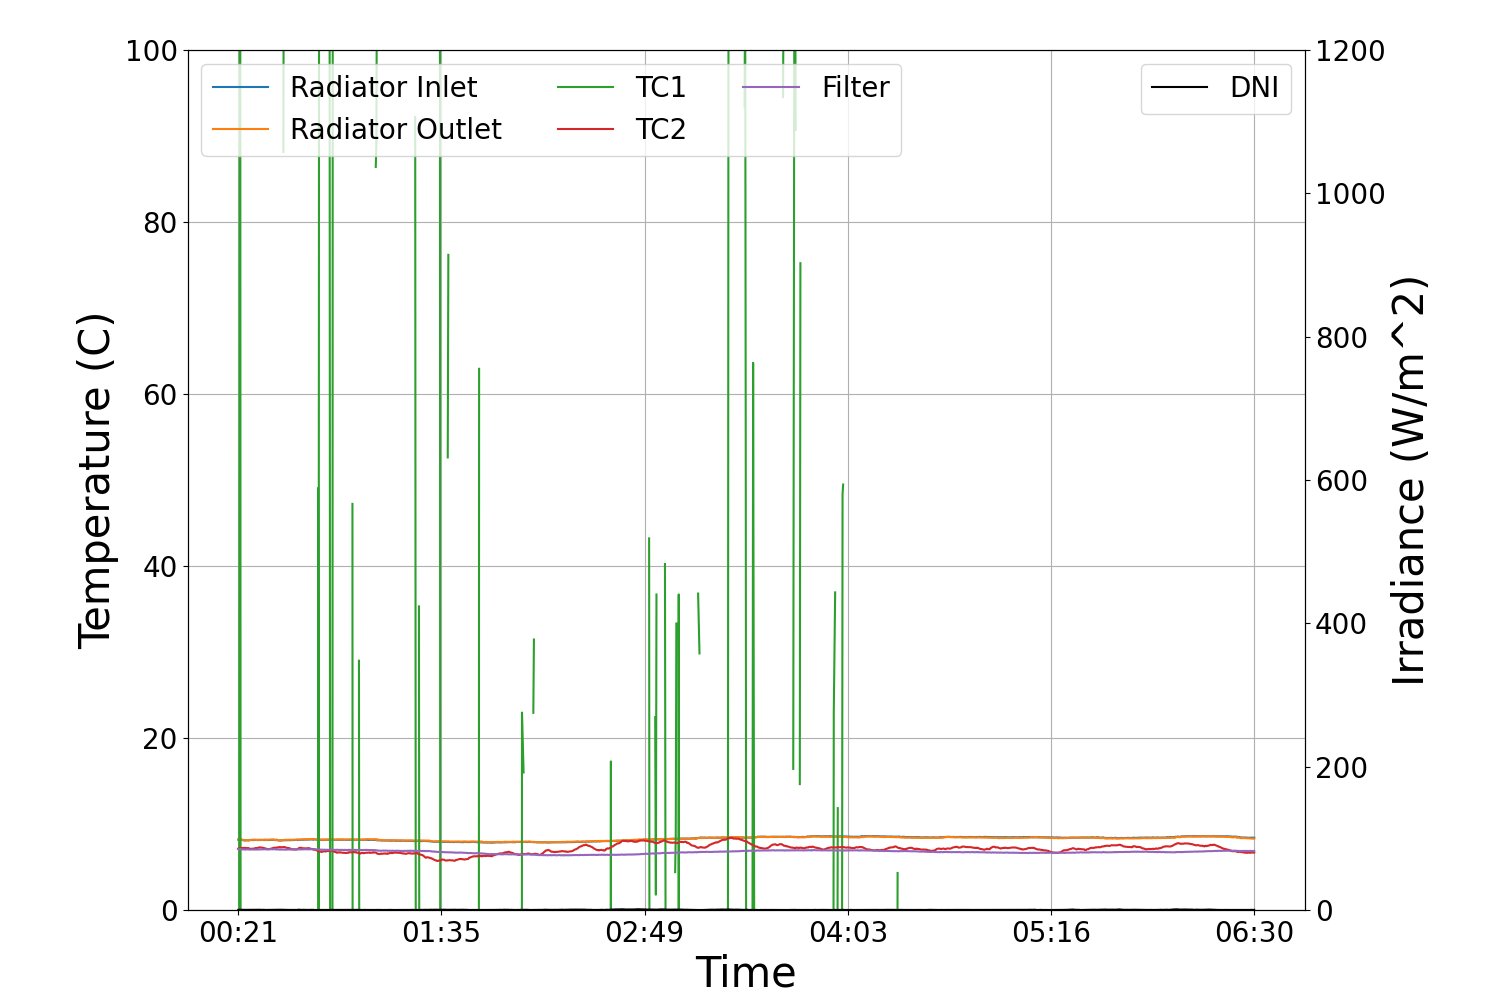 100
80
60
40
20
0
Temperature (C)
Radiator Inlet
Radiator Outlet
TC1
TC2
Filter
DNI
1200
1000
800
600
400
200
0
Irradiance (W/m^2)
00:21 01:35 02:49 04:03 05:16 06:30
Time